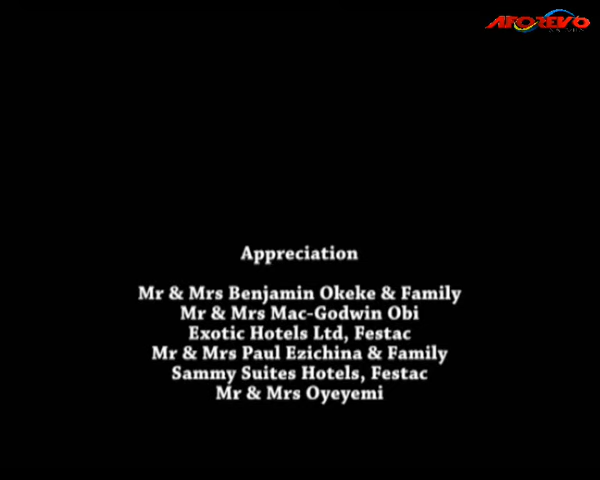 Appreciation
Mr & Mrs Benjamin Okeke & Family
Mr & Mrs Mac-Godwin Obi
Exotic Hotels Ltd, Festac
Mr & Mrs Paul Ezichina & Family
Sammy Suites Hotels, Festac
Mr & Mrs Oyeyemi